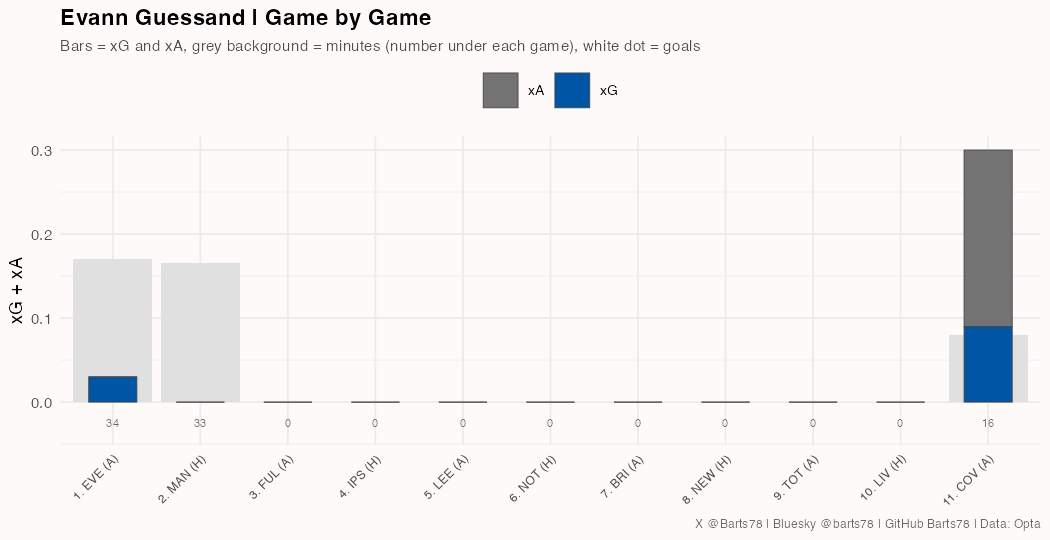 Evann Guessand | Game by Game
Bars = xG and xA, grey background = minutes (number under each game), white dot = goals
xA xG
xG + xA
0.3
0.2
0.1
0.0
34 33 0 0 0 0 0 0 0 0 16
1. EVE (A) 2. MAN (H) 3. FUL (A) 4. IPS (H) 5. LEE (A) 6. NOT (H) 7. BRI (A) 8. NEW (H) 9. TOT (A) 10. LIV (H) 11. COV (A)
X @Barts78 | Bluesky @barts78 | GitHub Barts78 | Data: Opta